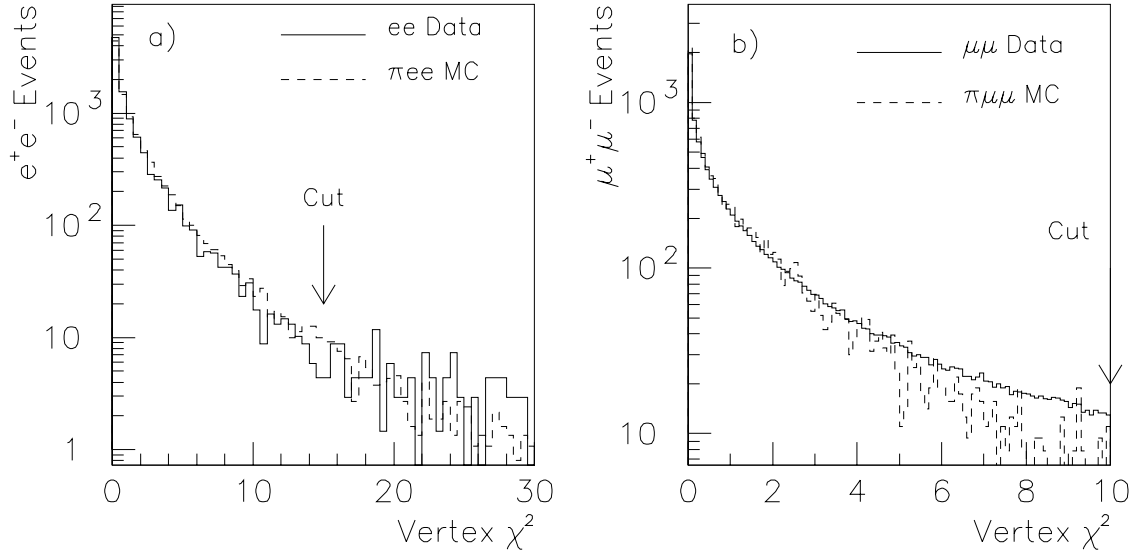 a)
ee Data
πee MC
Cut
e⁺e⁻ Events
10³
10²
10
1
0
10
20
30
Vertex χ²
b)
μμ Data
πμμ MC
Cut
μ⁺μ⁻ Events
10³
10²
10
0
2
4
6
8
10
Vertex χ²